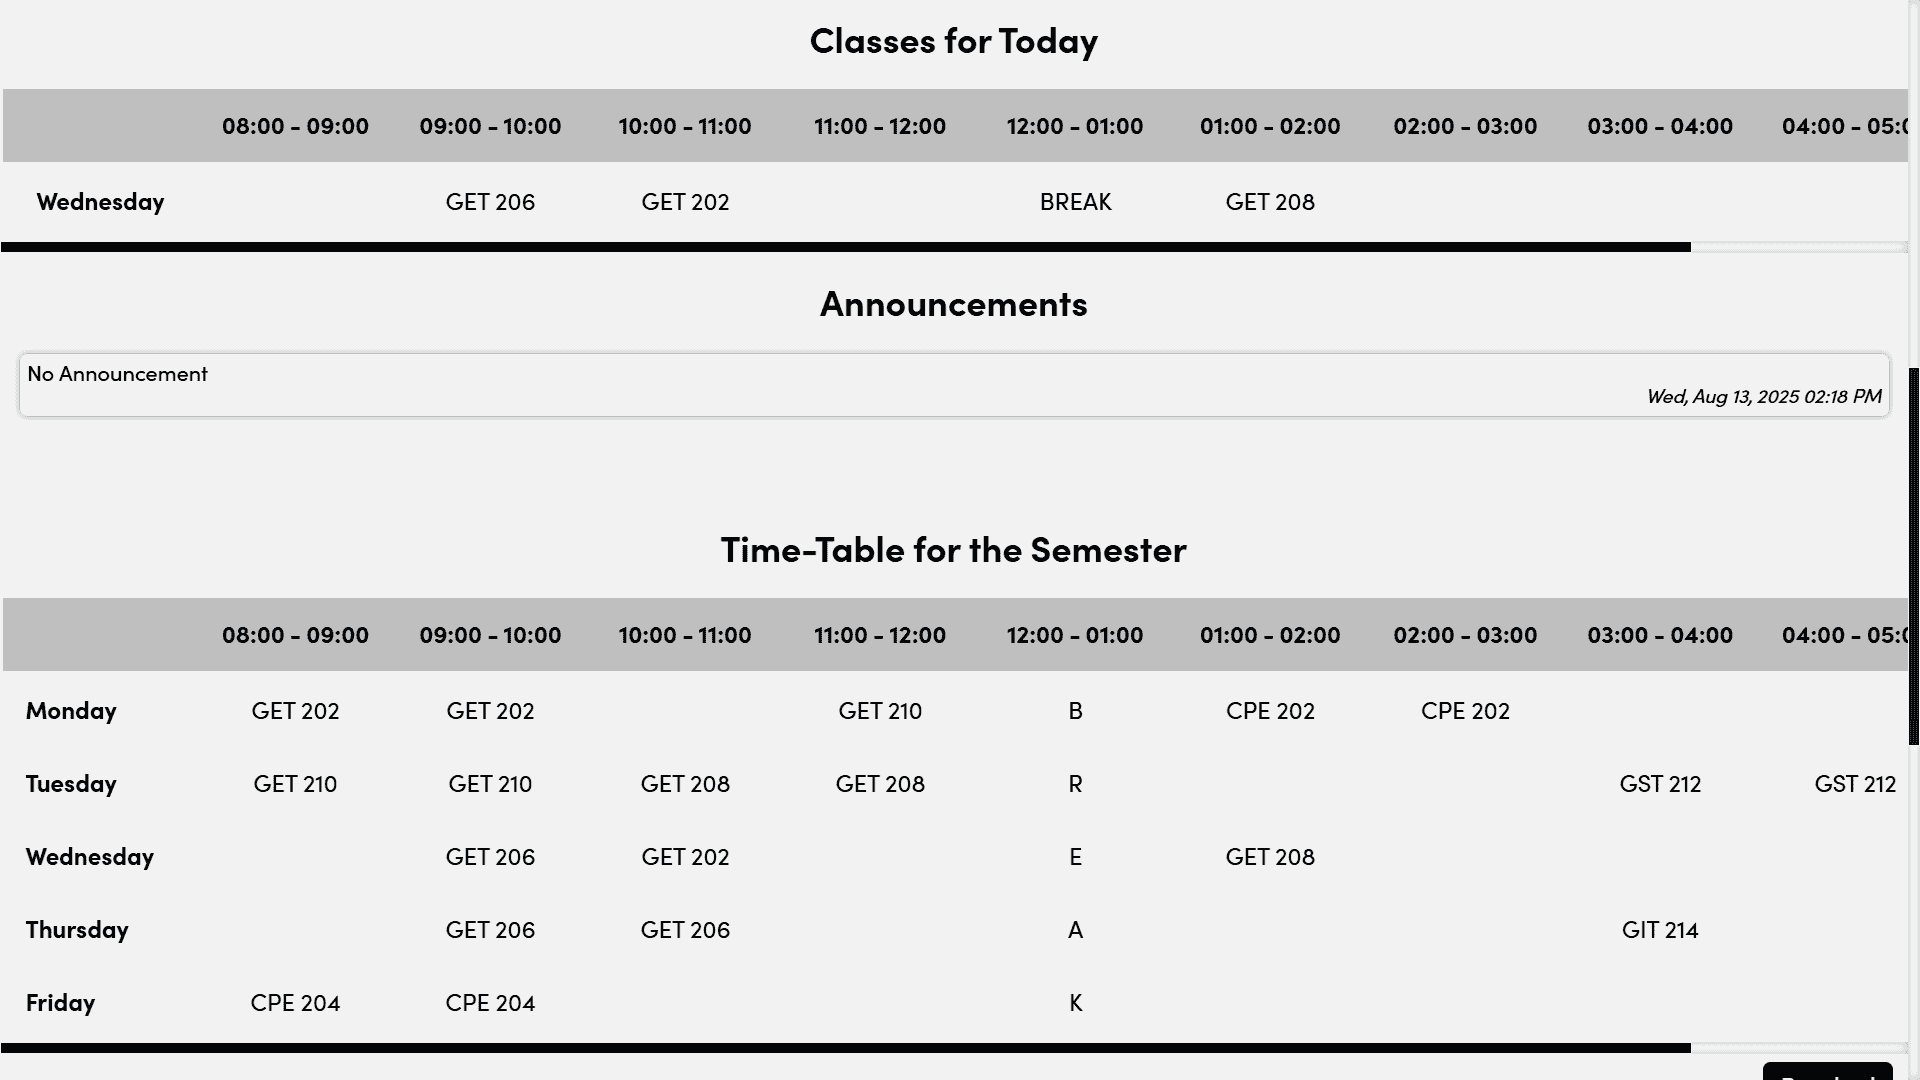 Classes for Today
08:00 - 09:00 09:00 - 10:00 10:00 - 11:00 11:00 - 12:00 12:00 - 01:00 01:00 - 02:00 02:00 - 03:00 03:00 - 04:00 04:00 - 05:0
Wednesday GET 206 GET 202 BREAK GET 208
Announcements
No Announcement
Wed, Aug 13, 2025 02:18 PM
Time-Table for the Semester
08:00 - 09:00 09:00 - 10:00 10:00 - 11:00 11:00 - 12:00 12:00 - 01:00 01:00 - 02:00 02:00 - 03:00 03:00 - 04:00 04:00 - 05:0
Monday GET 202 GET 202 GET 210 B CPE 202 CPE 202
Tuesday GET 210 GET 210 GET 208 GET 208 R GST 212 GST 212
Wednesday GET 206 GET 202 E GET 208
Thursday GET 206 GET 206 A GIT 214
Friday CPE 204 CPE 204 K